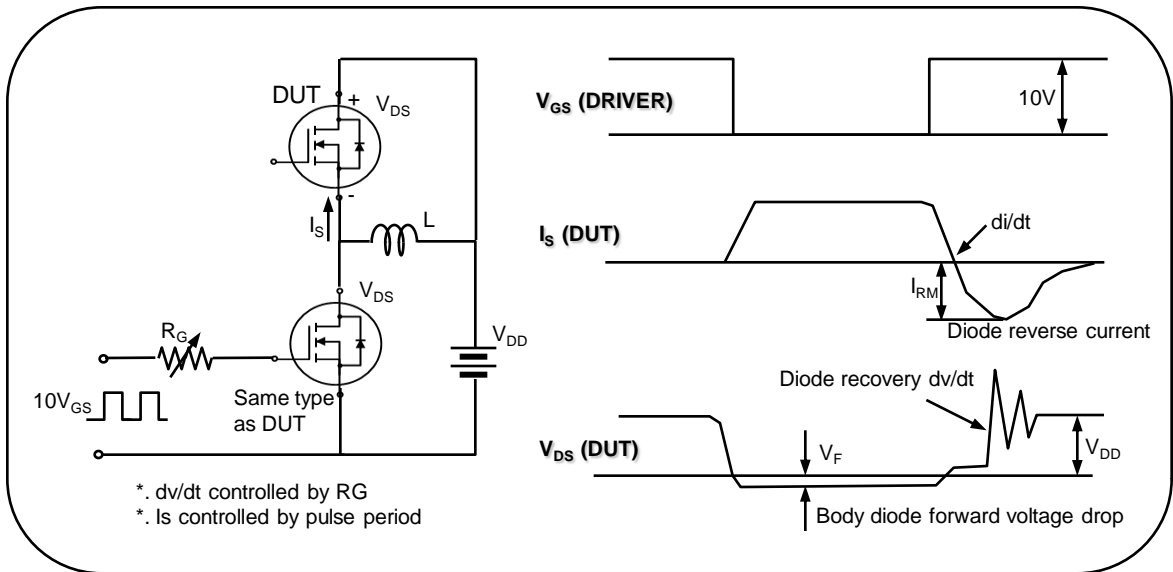 DUT
+
V_DS
-
I_S
L
V_DS
R_G
V_DD
10V_GS
Same type
as DUT
*. dv/dt controlled by RG
*. Is controlled by pulse period
V_GS (DRIVER)
10V
I_S (DUT)
di/dt
I_RM
Diode reverse current
Diode recovery dv/dt
V_DS (DUT)
V_F
V_DD
Body diode forward voltage drop